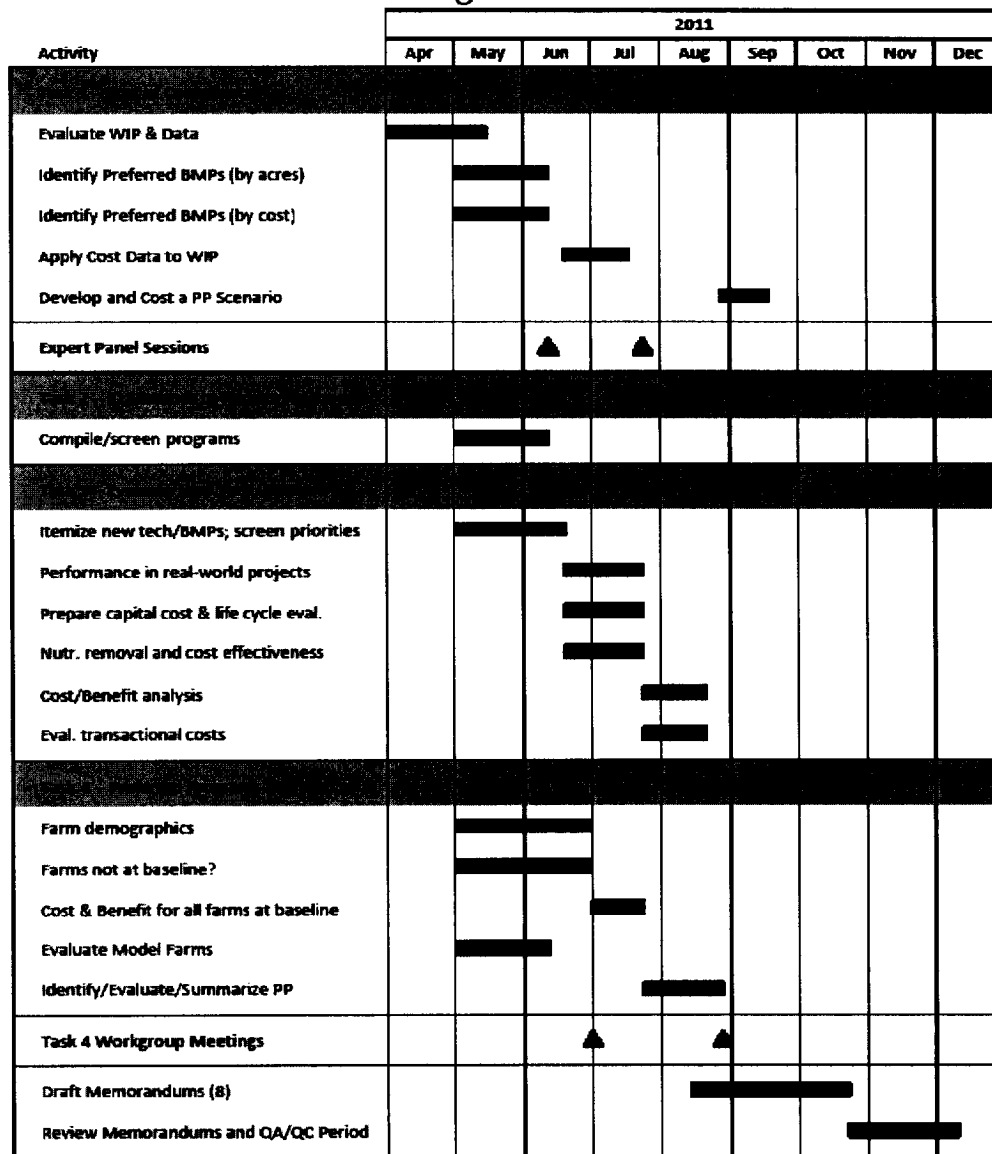 2011
Activity Apr May Jun Jul Aug Sep Oct Nov Dec
Evaluate WIP & Data
Identify Preferred BMPs (by acres)
Identify Preferred BMPs (by cost)
Apply Cost Data to WIP
Develop and Cost a PP Scenario
Expert Panel Sessions
Compile/screen programs
Itemize new tech/BMPs; screen priorities
Performance in real-world projects
Prepare capital cost & life cycle eval.
Nutr. removal and cost effectiveness
Cost/Benefit analysis
Eval. transactional costs
Farm demographics
Farms not at baseline?
Cost & Benefit for all farms at baseline
Evaluate Model Farms
Identify/Evaluate/Summarize PP
Task 4 Workgroup Meetings
Draft Memorandums (8)
Review Memorandums and QA/QC Period